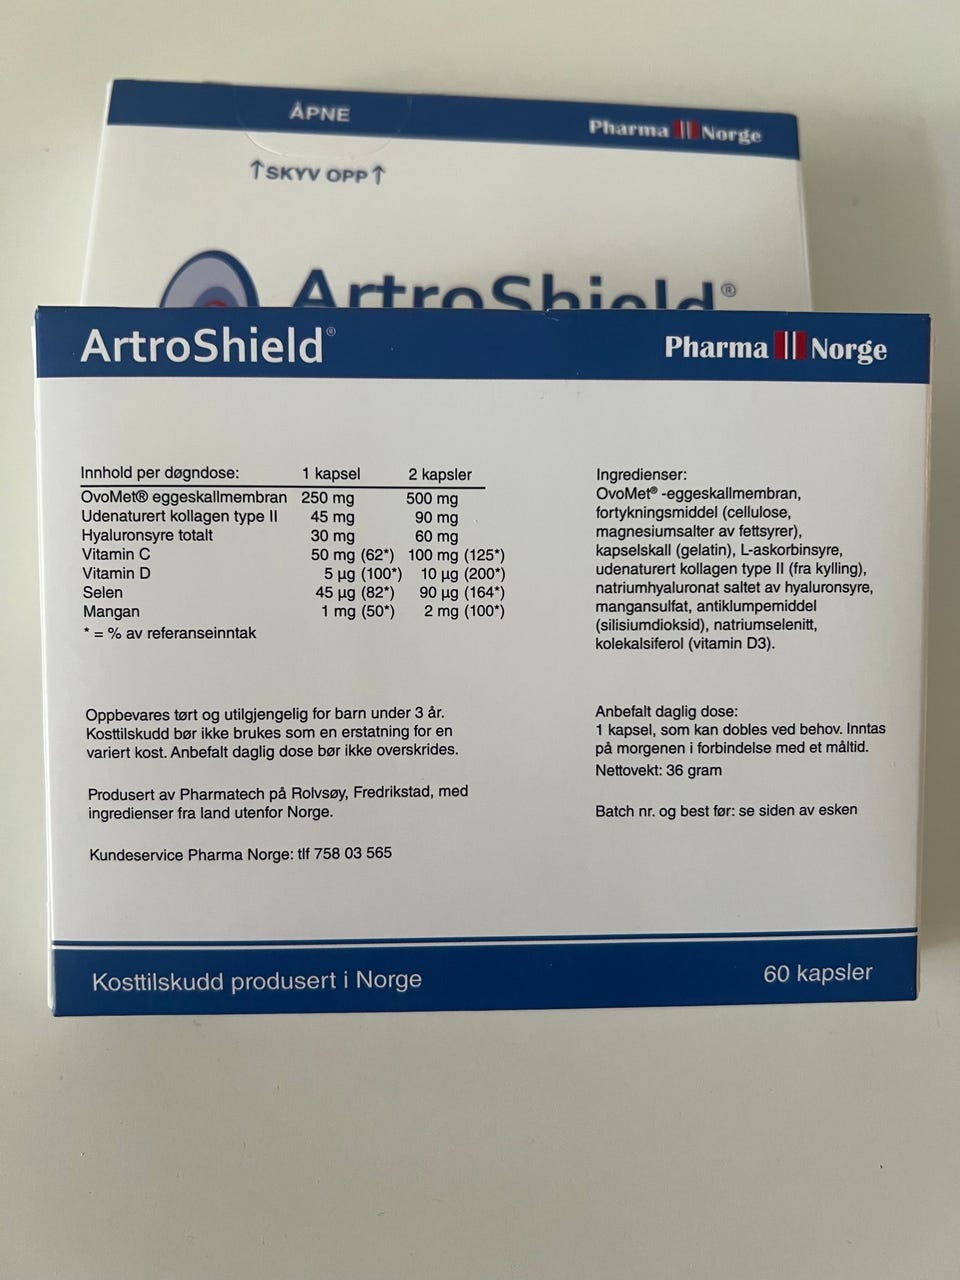 ÅPNE
Pharma Norge
↑SKYV OPP↑
ArtroShield®
ArtroShield®
Pharma Norge
Innhold per døgndose: 1 kapsel 2 kapsler
OvoMet® eggeskallmembran 250 mg 500 mg
Udenaturert kollagen type II 45 mg 90 mg
Hyaluronsyre totalt 30 mg 60 mg
Vitamin C 50 mg (62*) 100 mg (125*)
Vitamin D 5 µg (100*) 10 µg (200*)
Selen 45 µg (82*) 90 µg (164*)
Mangan 1 mg (50*) 2 mg (100*)
* = % av referanseinntak
Oppbevares tørt og utilgjengelig for barn under 3 år.
Kosttilskudd bør ikke brukes som en erstatning for en
variert kost. Anbefalt daglig dose bør ikke overskrides.
Produsert av Pharmatech på Rolvsøy, Fredrikstad, med
ingredienser fra land utenfor Norge.
Kundeservice Pharma Norge: tlf 758 03 565
Ingredienser:
OvoMet® -eggeskallmembran,
fortykningsmiddel (cellulose,
magnesiumsalter av fettsyrer),
kapselskall (gelatin), L-askorbinsyre,
udenaturert kollagen type II (fra kylling),
natriumhyaluronat saltet av hyaluronsyre,
mangansulfat, antiklumpemiddel
(silisiumdioksid), natriumselenitt,
kolekalsiferol (vitamin D3).
Anbefalt daglig dose:
1 kapsel, som kan dobles ved behov. Inntas
på morgenen i forbindelse med et måltid.
Nettovekt: 36 gram
Batch nr. og best før: se siden av esken
Kosttilskudd produsert i Norge
60 kapsler